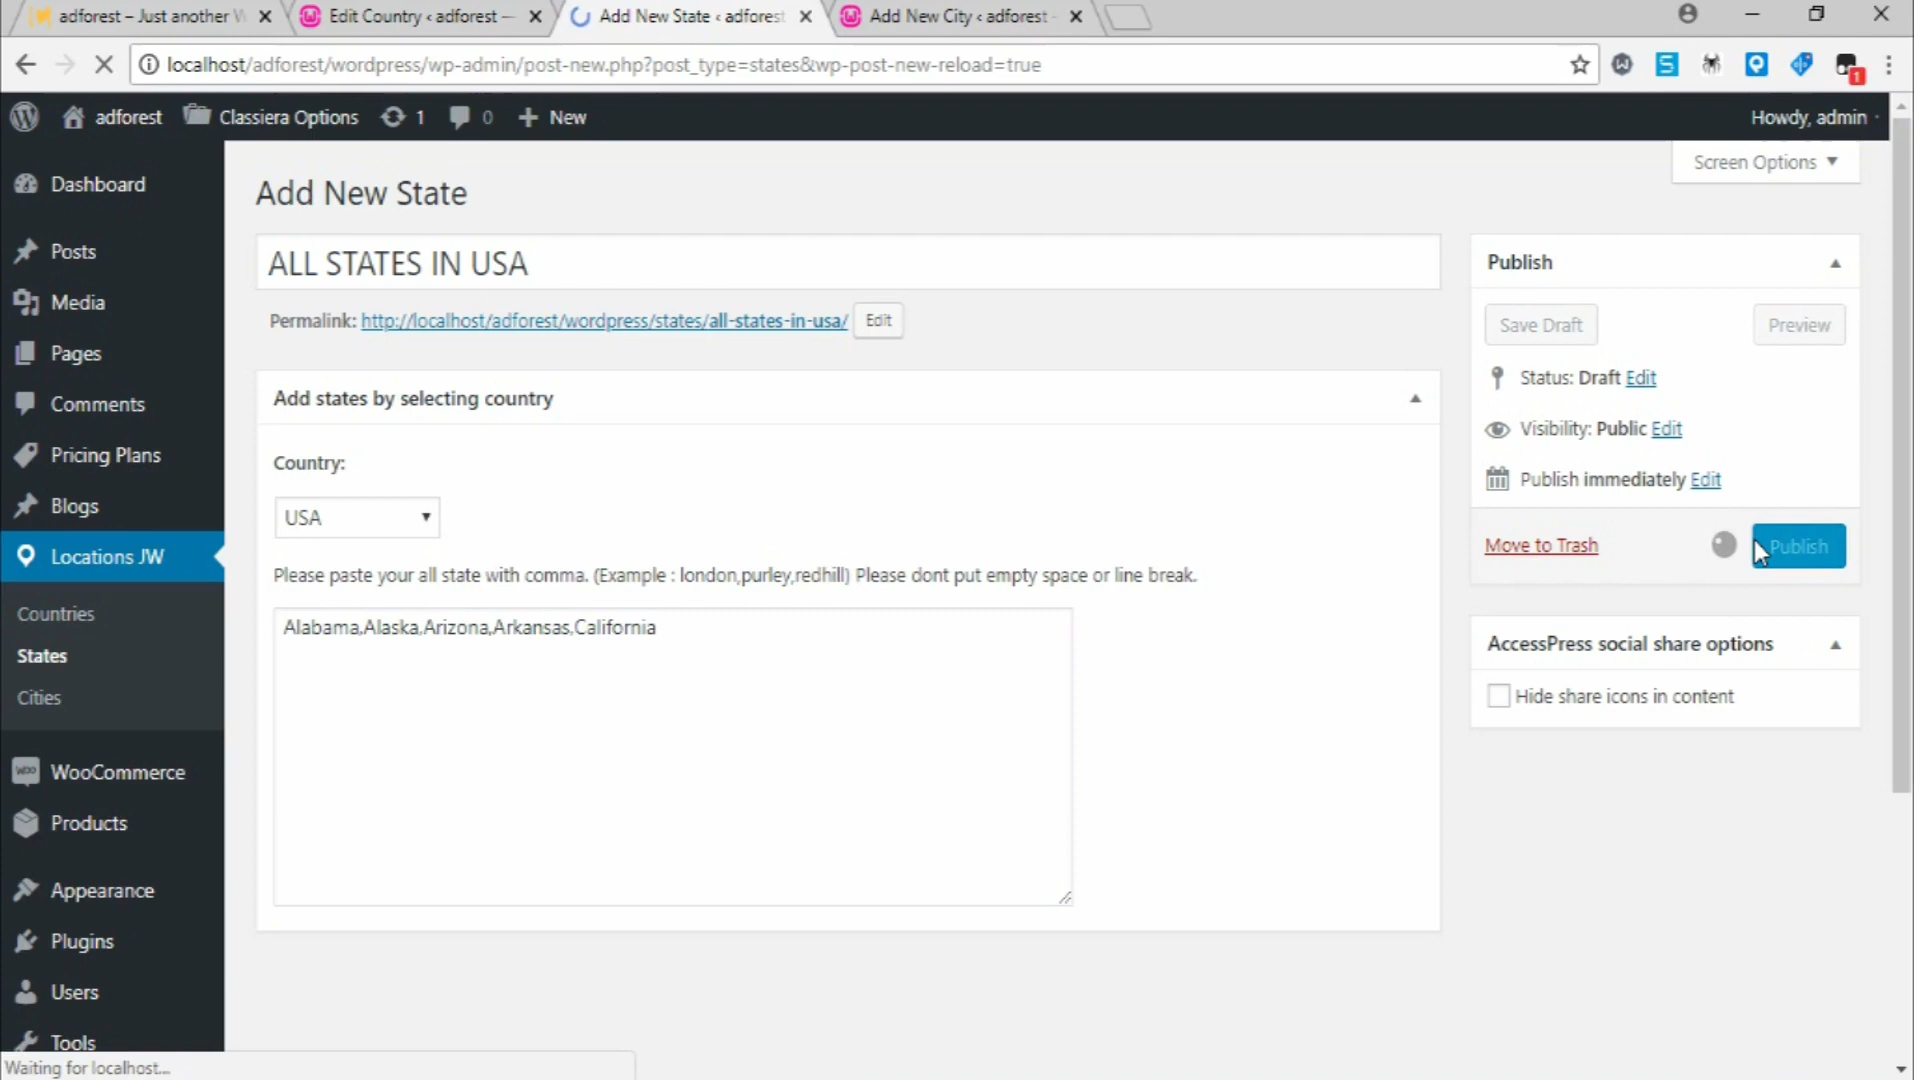 adforest – Just another
Edit Country ‹ adforest —
Add New State ‹ adforest
Add New City ‹ adforest -
localhost/adforest/wordpress/wp-admin/post-new.php?post_type=states&wp-post-new-reload=true
1
adforest
Classiera Options
1
0
New
Howdy, admin
Screen Options
Dashboard
Posts
Media
Pages
Comments
Pricing Plans
Blogs
Locations JW
Countries
States
Cities
WooCommerce
Products
Appearance
Plugins
Users
Tools
Waiting for localhost...
Add New State
ALL STATES IN USA
Permalink: http://localhost/adforest/wordpress/states/all-states-in-usa/ Edit
Add states by selecting country
Country:
USA
Please paste your all state with comma. (Example : london,purley,redhill) Please dont put empty space or line break.
Alabama,Alaska,Arizona,Arkansas,California
Publish
Save Draft
Preview
Status: Draft Edit
Visibility: Public Edit
Publish immediately Edit
Move to Trash
Publish
AccessPress social share options
Hide share icons in content